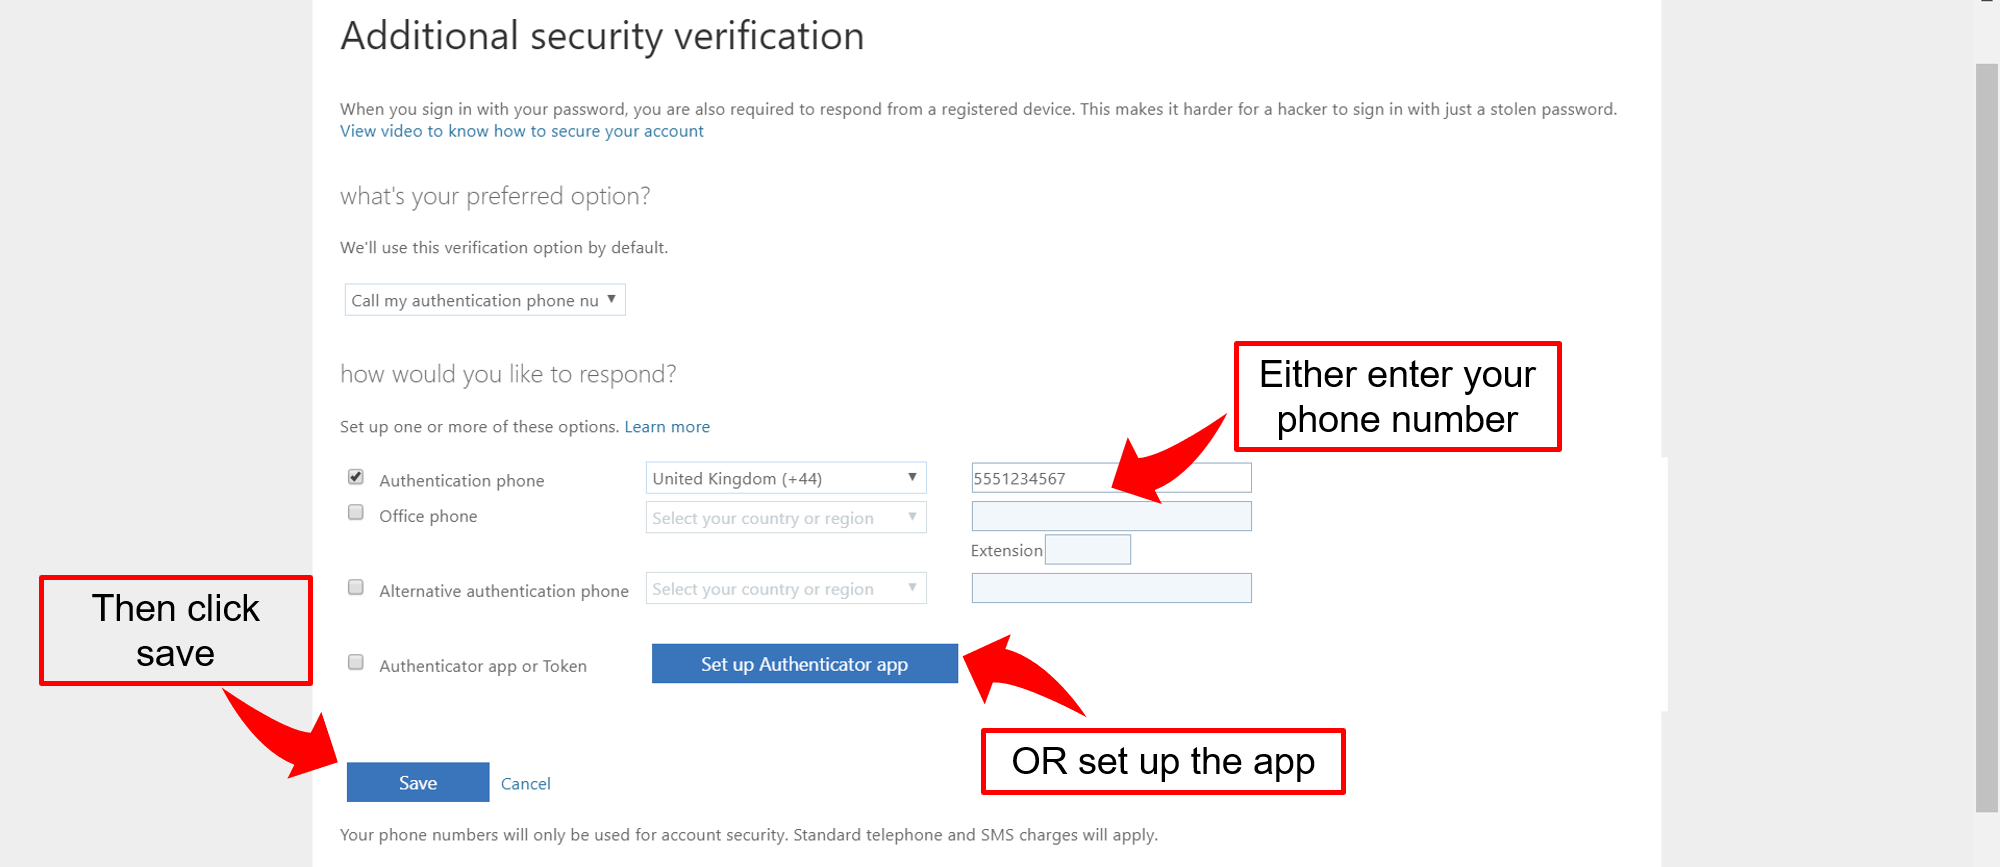 Additional security verification
When you sign in with your password, you are also required to respond from a registered device. This makes it harder for a hacker to sign in with just a stolen password.
View video to know how to secure your account
what's your preferred option?
We'll use this verification option by default.
Call my authentication phone nu
how would you like to respond?
Either enter your
phone number
Set up one or more of these options. Learn more
Authentication phone United Kingdom (+44) 5551234567
Office phone Select your country or region
Extension
Alternative authentication phone Select your country or region
Then click
save
Authenticator app or Token Set up Authenticator app
OR set up the app
Save Cancel
Your phone numbers will only be used for account security. Standard telephone and SMS charges will apply.